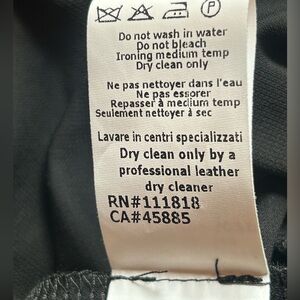 P
Do not wash in water
Do not bleach
Ironing medium temp
Dry clean only
Ne pas nettoyer dans l'eau
Ne pas essorer
Repasser à medium temp
Seulement nettoyer à sec
Lavare in centri specializzati
Dry clean only by a
professional leather
dry cleaner
RN#111818
CA#45885